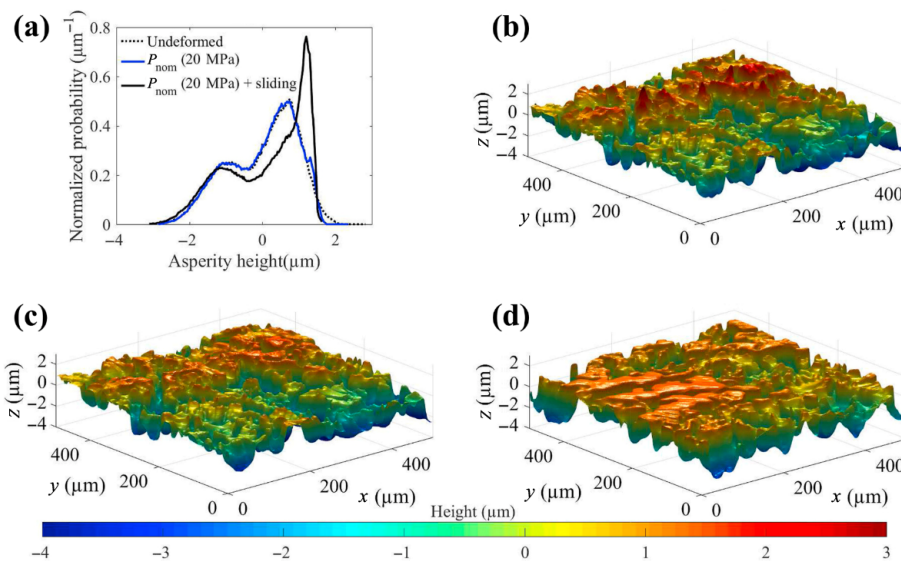 (a)
Normalized probability (µm⁻¹)
0.8
0.6
0.4
0.2
0
Undeformed
P_nom (20 MPa)
P_nom (20 MPa) + sliding
−4
−2
0
2
Asperity height(µm)
(b)
z (µm)
2
0
−2
−4
400
200
0
y (µm)
0
200
400
x (µm)
(c)
z (µm)
2
0
−2
−4
400
200
0
y (µm)
0
200
400
x (µm)
(d)
z (µm)
2
0
−2
−4
400
200
0
y (µm)
0
200
400
x (µm)
Height (µm)
−4
−3
−2
−1
0
1
2
3